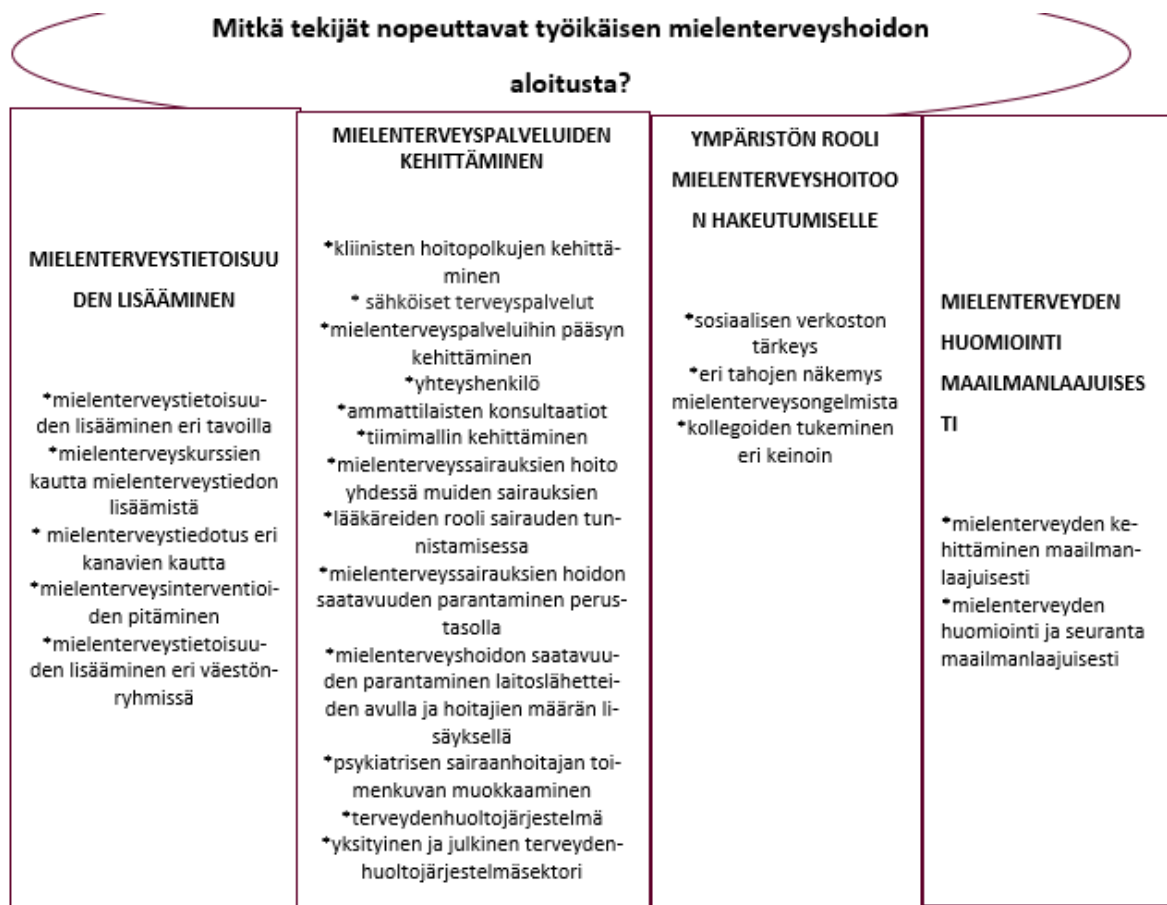 Mitkä tekijät nopeuttavat työikäisen mielenterveyshoidon
aloitusta?
MIELENTERVEYSTIETOISUU
DEN LISÄÄMINEN
*mielenterveystietoisuu-
den lisääminen eri tavoilla
*mielenterveyskurssien
kautta mielenterveystiedon
lisäämistä
* mielenterveystiedotus eri
kanavien kautta
*mielenterveysinterventioi-
den pitäminen
*mielenterveystietoisuu-
den lisääminen eri väestön-
ryhmissä
MIELENTERVEYSPALVELUIDEN
KEHITTÄMINEN
*kliinisten hoitopolkujen kehittä-
minen
* sähköiset terveyspalvelut
*mielenterveyspalveluihin pääsyn
kehittäminen
*yhteyshenkilö
*ammattilaisten konsultaatiot
*tiimimallin kehittäminen
*mielenterveyssairauksien hoito
yhdessä muiden sairauksien
*lääkäreiden rooli sairauden tun-
nistamisessa
*mielenterveyssairauksien hoidon
saatavuuden parantaminen perus-
tasolla
*mielenterveyshoidon saatavuu-
den parantaminen laitoslähettei-
den avulla ja hoitajien määrän li-
säyksellä
*psykiatrisen sairaanhoitajan toi-
menkuvan muokkaaminen
*terveydenhuoltojärjestelmä
*yksityinen ja julkinen terveyden-
huoltojärjestelmäsektori
YMPÄRISTÖN ROOLI
MIELENTERVEYSHOITOO
N HAKEUTUMISELLE
*sosiaalisen verkoston
tärkeys
*eri tahojen näkemys
mielenterveysongelmista
*kollegoiden tukeminen
eri keinoin
MIELENTERVEYDEN
HUOMIOINTI
MAAILMANLAAJUISES
TI
*mielenterveyden ke-
hittäminen maailman-
laajuisesti
*mielenterveyden
huomiointi ja seuranta
maailmanlaajuisesti